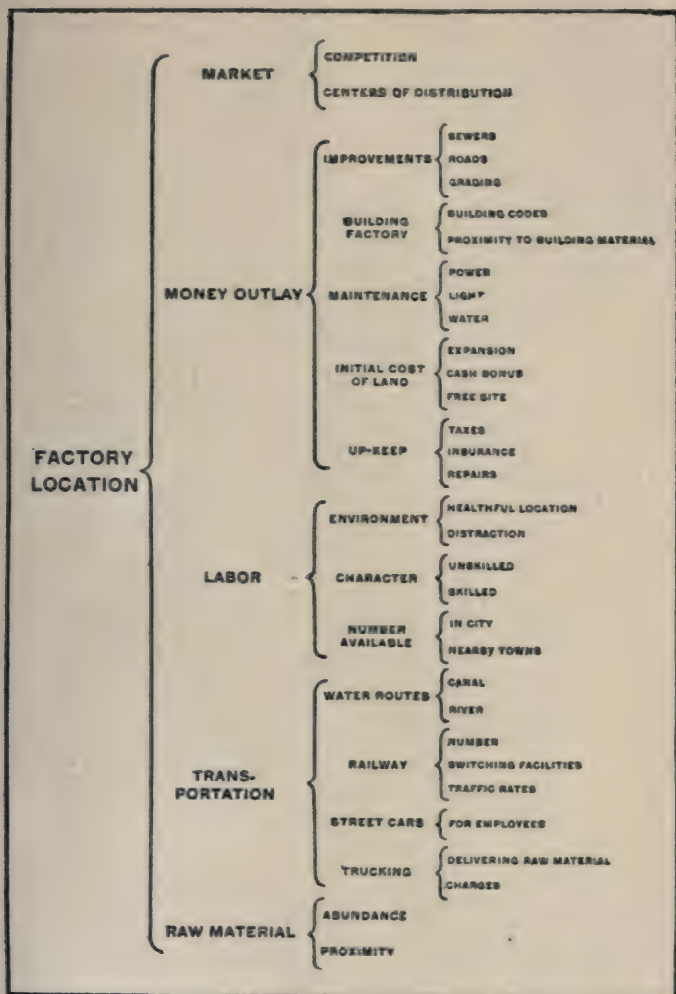 FACTORY
LOCATION
MARKET
COMPETITION
CENTERS OF DISTRIBUTION
MONEY OUTLAY
IMPROVEMENTS
SEWERS
ROADS
GRADING
BUILDING
FACTORY
BUILDING CODES
PROXIMITY TO BUILDING MATERIAL
MAINTENANCE
POWER
LIGHT
WATER
INITIAL COST
OF LAND
EXPANSION
CASH BONUS
FREE SITE
UP-KEEP
TAXES
INSURANCE
REPAIRS
LABOR
ENVIRONMENT
HEALTHFUL LOCATION
DISTRACTION
CHARACTER
UNSKILLED
SKILLED
NUMBER
AVAILABLE
IN CITY
NEARBY TOWNS
TRANS-
PORTATION
WATER ROUTES
CANAL
RIVER
RAILWAY
NUMBER
SWITCHING FACILITIES
TRAFFIC RATES
STREET CARS
FOR EMPLOYEES
TRUCKING
DELIVERING RAW MATERIAL
CHARGES
RAW MATERIAL
ABUNDANCE
PROXIMITY